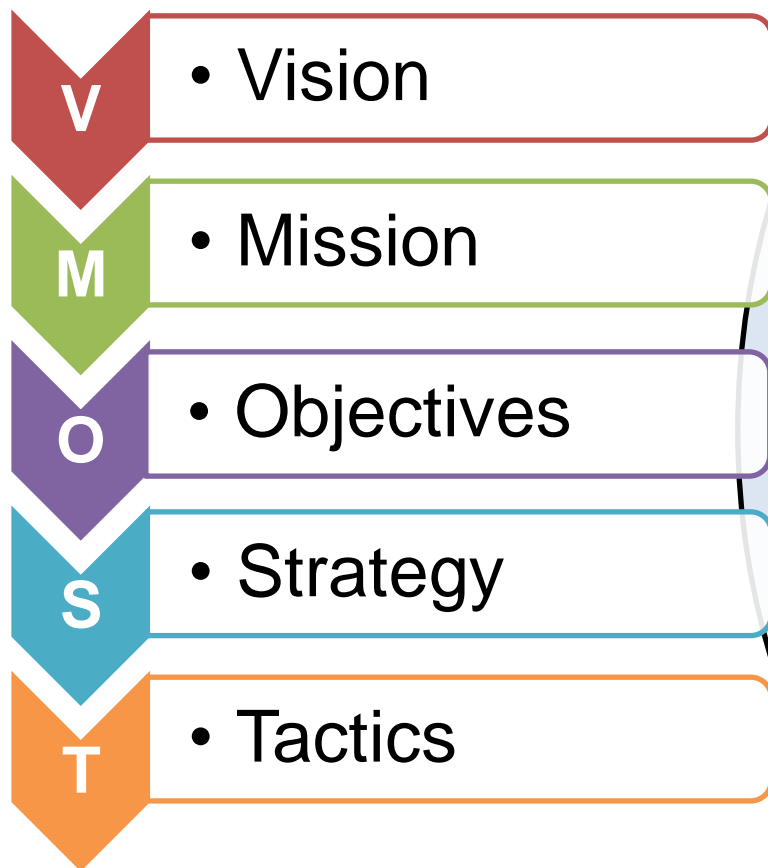 V
• Vision
M
• Mission
O
• Objectives
S
• Strategy
T
• Tactics